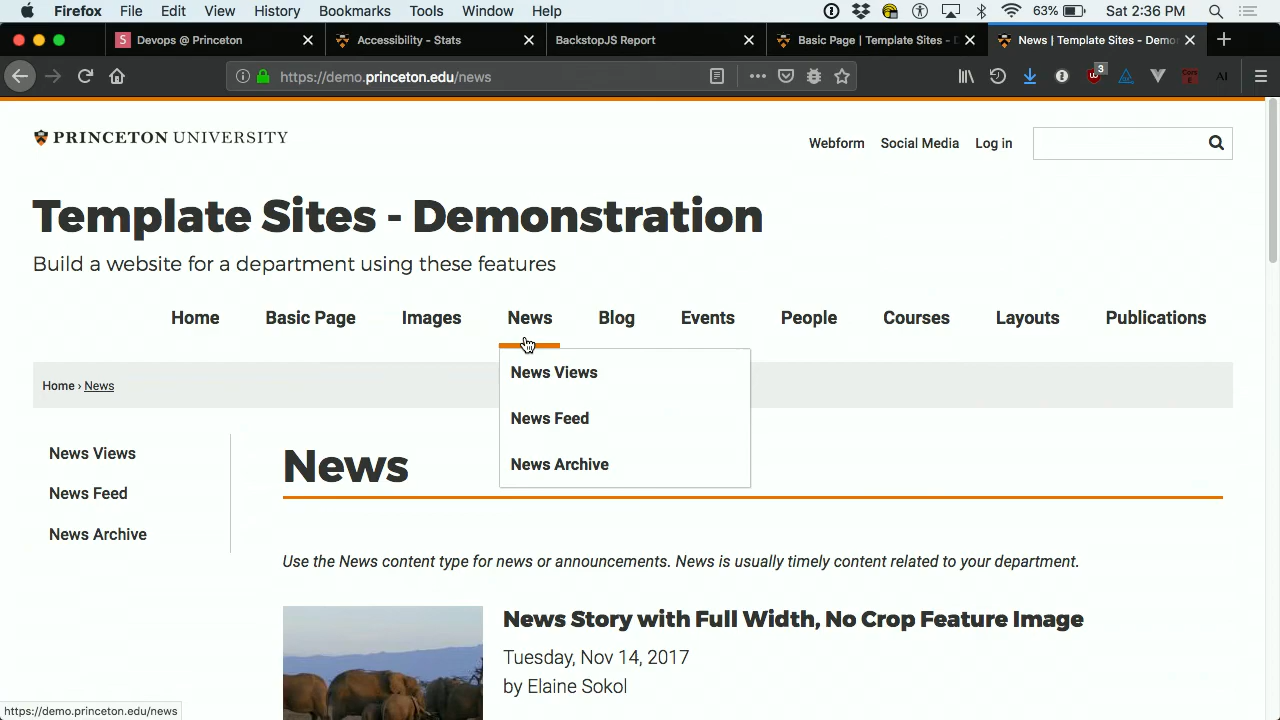 Firefox File Edit View History Bookmarks Tools Window Help 63% Sat 2:36 PM
Devops @ Princeton
Accessibility - Stats
BackstopJS Report
Basic Page | Template Sites - D
News | Template Sites - Demon
https://demo.princeton.edu/news
3
PRINCETON UNIVERSITY
Webform Social Media Log in
Template Sites - Demonstration
Build a website for a department using these features
Home Basic Page Images News Blog Events People Courses Layouts Publications
Home › News
News Views
News Feed
News Archive
News Views
News Feed
News Archive
News
Use the News content type for news or announcements. News is usually timely content related to your department.
News Story with Full Width, No Crop Feature Image
Tuesday, Nov 14, 2017
by Elaine Sokol
https://demo.princeton.edu/news